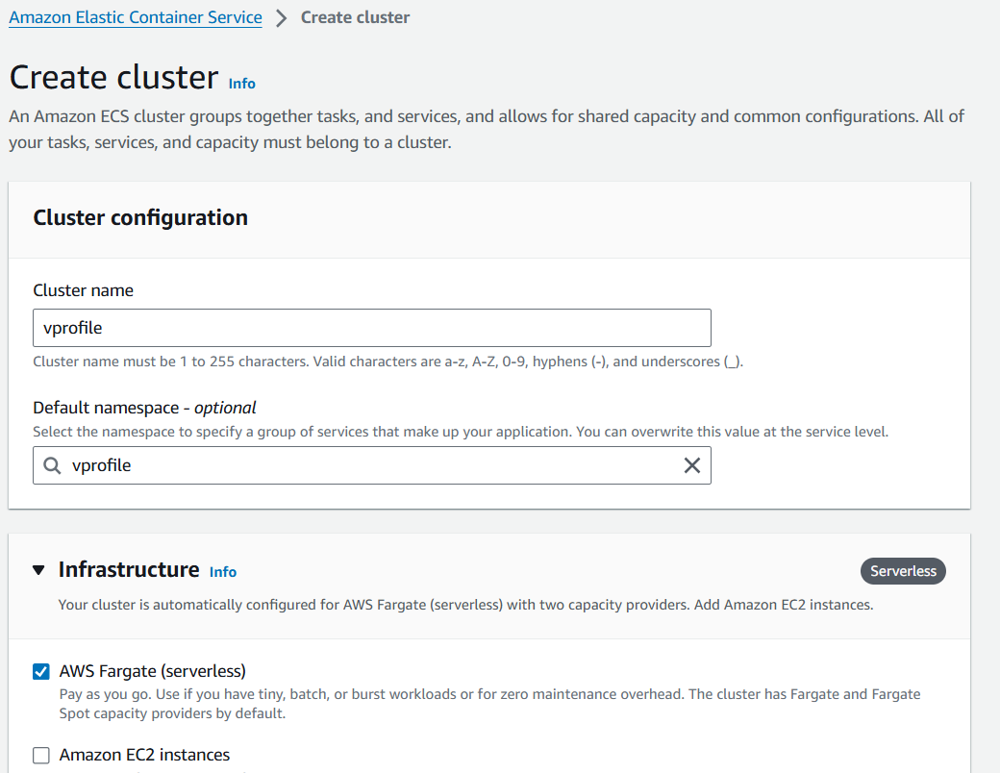 Amazon Elastic Container Service > Create cluster
Create cluster Info
An Amazon ECS cluster groups together tasks, and services, and allows for shared capacity and common configurations. All of
your tasks, services, and capacity must belong to a cluster.
Cluster configuration
Cluster name
vprofile
Cluster name must be 1 to 255 characters. Valid characters are a-z, A-Z, 0-9, hyphens (-), and underscores (_).
Default namespace - optional
Select the namespace to specify a group of services that make up your application. You can overwrite this value at the service level.
vprofile
Infrastructure Info Serverless
Your cluster is automatically configured for AWS Fargate (serverless) with two capacity providers. Add Amazon EC2 instances.
AWS Fargate (serverless)
Pay as you go. Use if you have tiny, batch, or burst workloads or for zero maintenance overhead. The cluster has Fargate and Fargate
Spot capacity providers by default.
Amazon EC2 instances